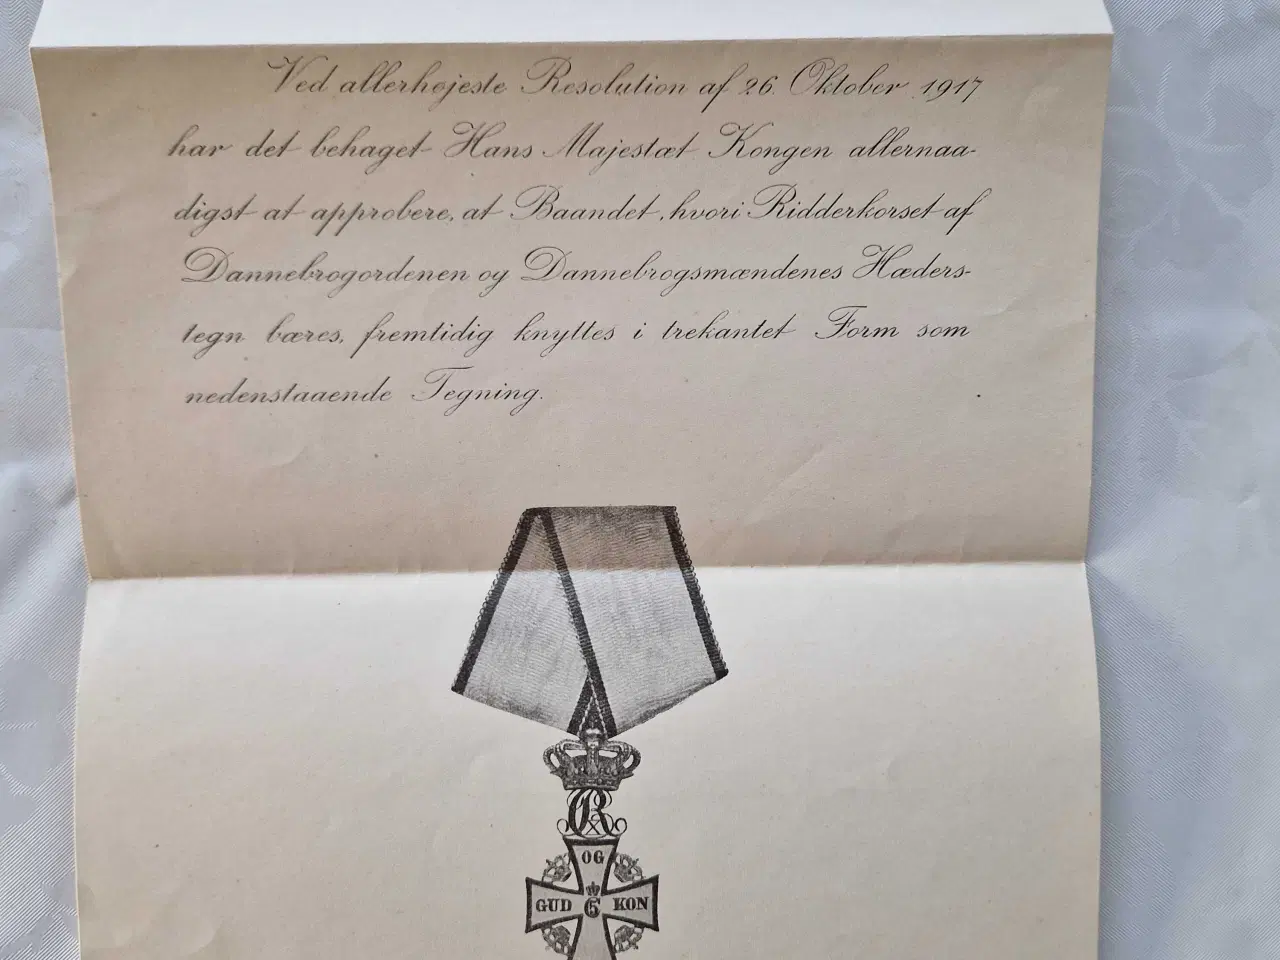 Ved allerhøjeste Resolution af 26. Oktober 1917
har det behaget Hans Majestæt Kongen allernaa-
digst at approbere, at Baandet, hvori Ridderkorset af
Dannebrogordenen og Dannebrogsmændenes Hæders-
tegn bæres, fremtidig knyttes i trekantet Form som
nedenstaaende Tegning.
OG
GUD KON